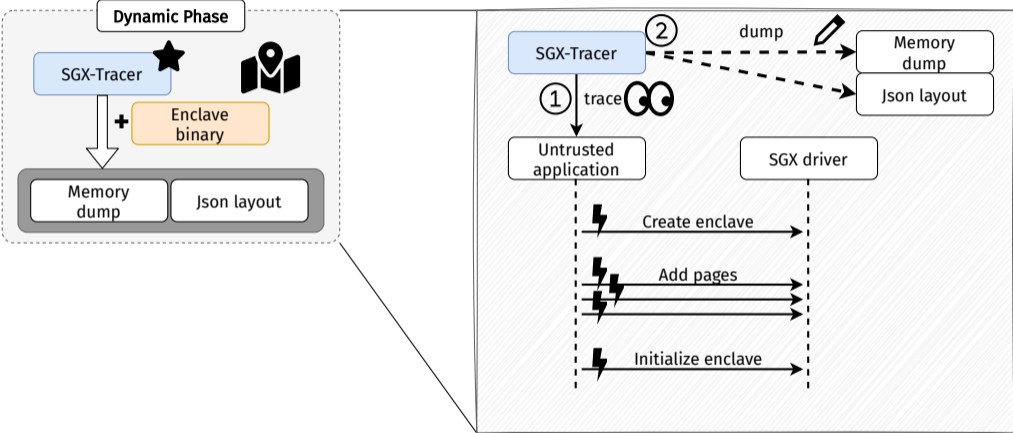 Dynamic Phase
SGX-Tracer
+
Enclave
binary
Memory
dump
Json layout
SGX-Tracer
2
dump
Memory
dump
Json layout
1
trace
Untrusted
application
SGX driver
Create enclave
Add pages
Initialize enclave